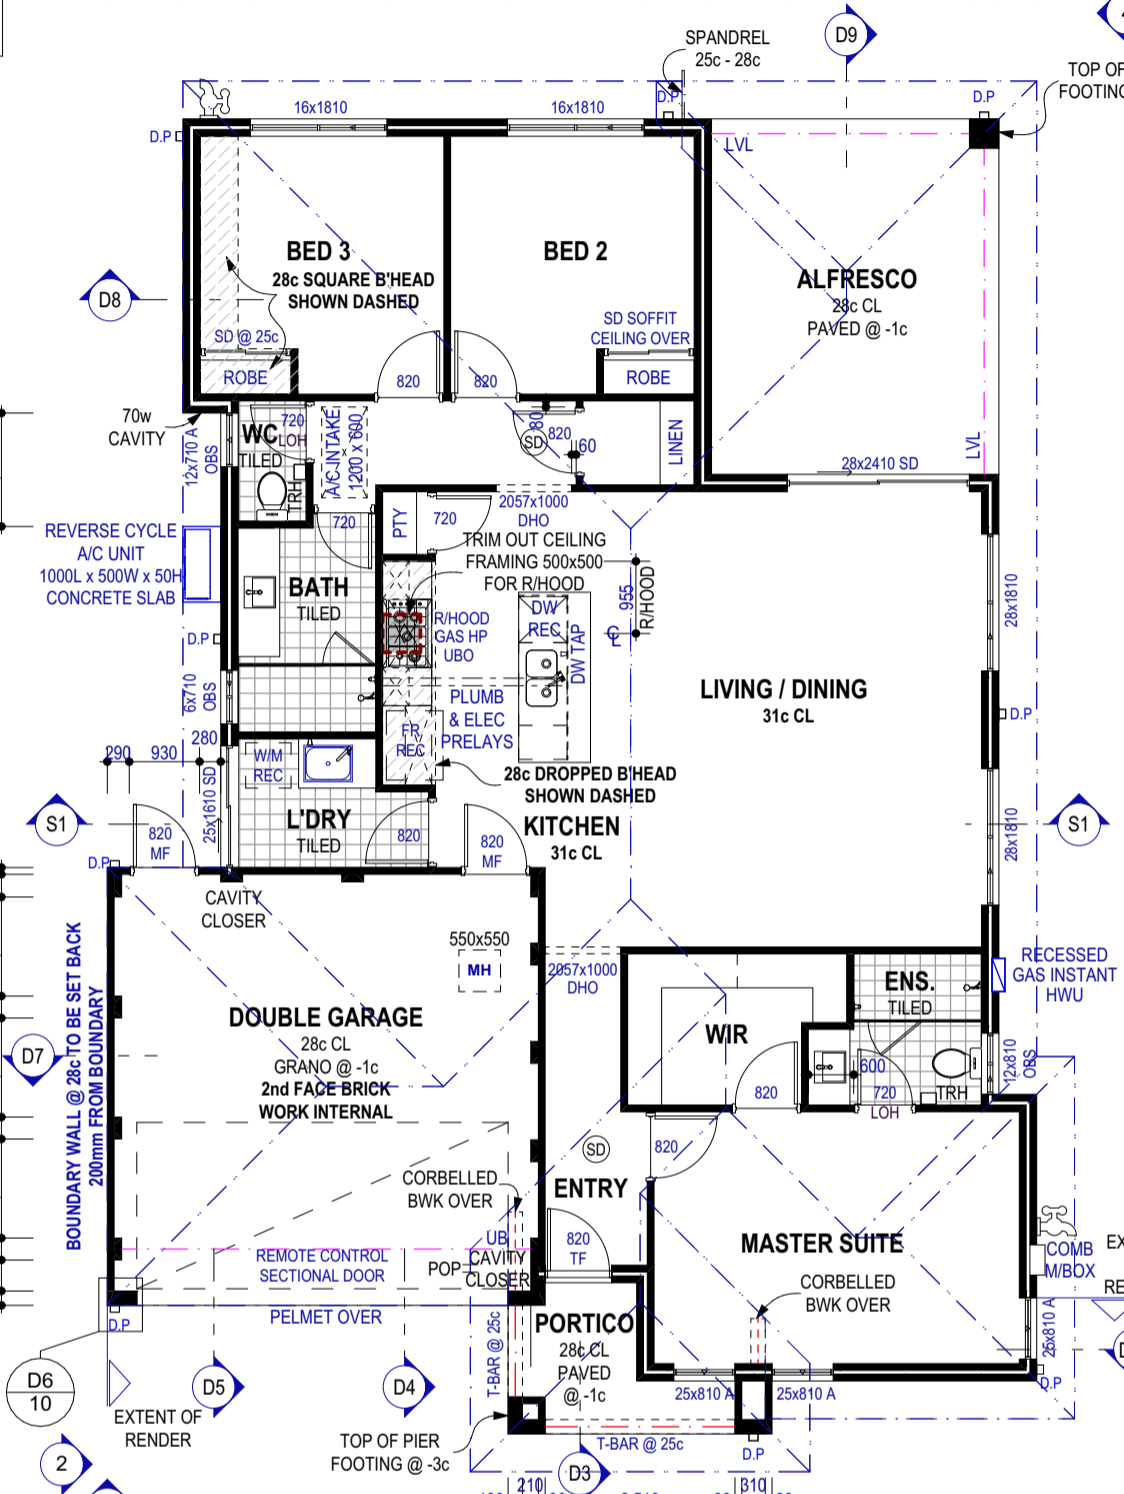 D9
SPANDREL
25c - 28c
TOP OF
FOOTING
D.P
D.P
D.P
16x1810
16x1810
LVL
BED 3
28c SQUARE B'HEAD
SHOWN DASHED
BED 2
ALFRESCO
28c CL
PAVED @ -1c
D8
SD @ 25c
ROBE
SD SOFFIT
CEILING OVER
ROBE
820
820
70w
CAVITY
12x710 A
OBS
WC
TILED
720
LOH
TRH
A/C INTAKE
1200 x 600
80
820
SD
60
LINEN
LVL
28x2410 SD
2057x1000
DHO
PTY
720
720
TRIM OUT CEILING
FRAMING 500x500
FOR R/HOOD
REVERSE CYCLE
A/C UNIT
1000L x 500W x 50H
CONCRETE SLAB
BATH
TILED
R/HOOD
GAS HP
UBO
DW
REC
DW TAP
955
R/HOOD
CL
28x1810
D.P
6x710
OBS
PLUMB
& ELEC
PRELAYS
FR
REC
LIVING / DINING
31c CL
D.P
290
930
280
25x1610 SD
W/M
REC
28c DROPPED B'HEAD
SHOWN DASHED
S1
820
MF
L'DRY
TILED
820
820
MF
KITCHEN
31c CL
28x1810
S1
D.P
CAVITY
CLOSER
550x550
MH
2057x1000
DHO
BOUNDARY WALL @ 28c TO BE SET BACK
200mm FROM BOUNDARY
DOUBLE GARAGE
28c CL
GRANO @ -1c
2nd FACE BRICK
WORK INTERNAL
D7
WIR
ENS.
TILED
RECESSED
GAS INSTANT
HWU
12x810
OBS
600
820
720
LOH
TRH
820
SD
ENTRY
CORBELLED
BWK OVER
UB
CAVITY
CLOSER
POP
820
TF
REMOTE CONTROL
SECTIONAL DOOR
PELMET OVER
MASTER SUITE
CORBELLED
BWK OVER
COMB
M/BOX
EX
RE
25x810 A
D.P
D.P
D6
10
D5
D4
T-BAR @ 25c
PORTICO
28c CL
PAVED
@ -1c
25x810 A
25x810 A
EXTENT OF
RENDER
TOP OF PIER
FOOTING @ -3c
T-BAR @ 25c
D.P
2
D3
210
310